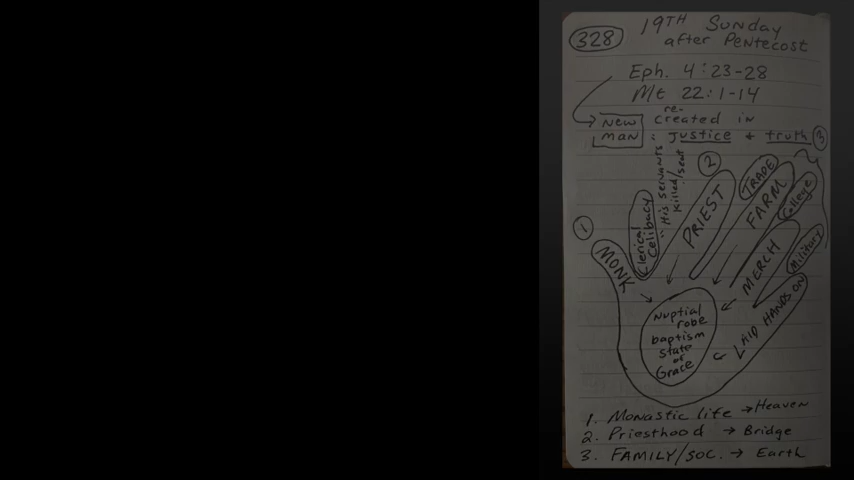 328
19TH Sunday
after Pentecost
Eph. 4:23-28
Mt 22:1-14
New Man
re-created in
: Justice & truth
3
1
MONK
Clerical Celibacy
"His servants
killed/sent
2
PRIEST
TRADE
FARM
College
MERCH
Military
LAID HANDS ON
Nuptial
robe
baptism
state
of
Grace
1. Monastic life → Heaven
2. Priesthood → Bridge
3. FAMILY/SOC. → Earth